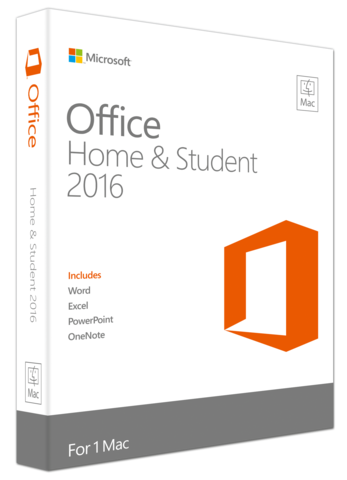 Microsoft
Mac
Office
Home & Student
2016
Includes
Word
Excel
PowerPoint
OneNote
For 1 Mac
Office
Home & Student 2016
Mac